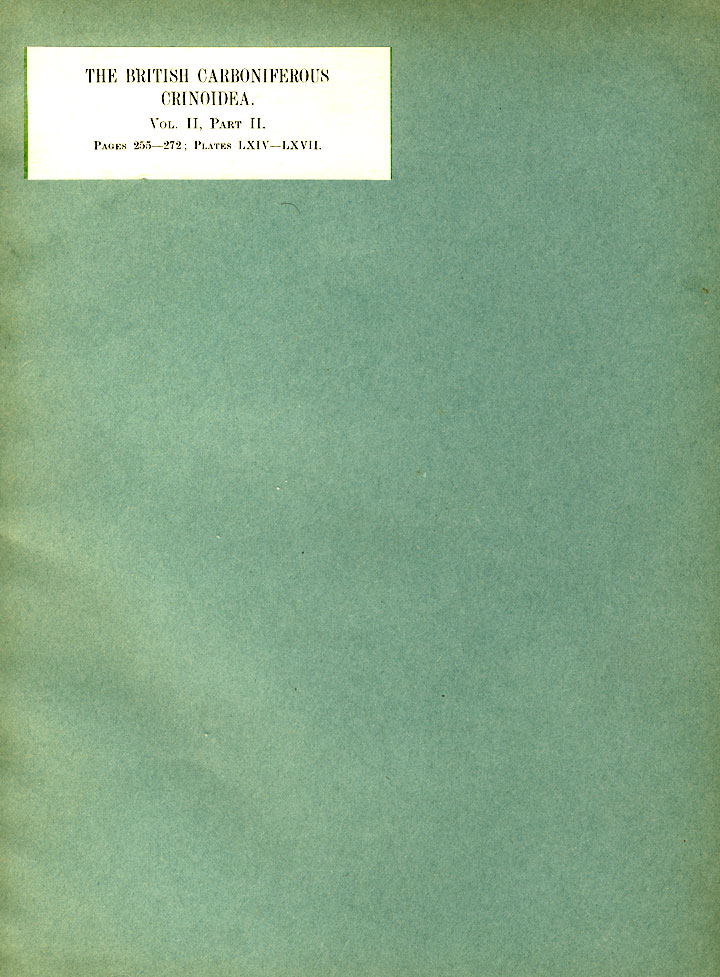 THE BRITISH CARBONIFEROUS
CRINOIDEA.
Vol. II, Part II.
Pages 255—272; Plates LXIV—LXVII.